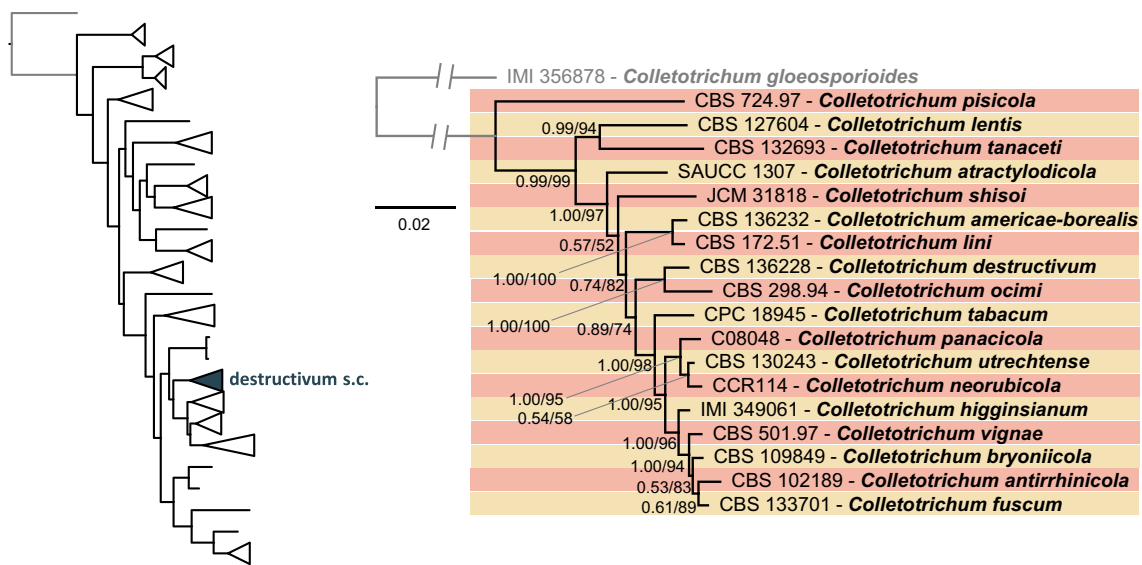 IMI 356878 - Colletotrichum gloeosporioides
CBS 724.97 - Colletotrichum pisicola
0.99/94
CBS 127604 - Colletotrichum lentis
CBS 132693 - Colletotrichum tanaceti
0.99/99
SAUCC 1307 - Colletotrichum atractylodicola
JCM 31818 - Colletotrichum shisoi
0.02
1.00/97
CBS 136232 - Colletotrichum americae-borealis
0.57/52
CBS 172.51 - Colletotrichum lini
1.00/100
CBS 136228 - Colletotrichum destructivum
0.74/82
CBS 298.94 - Colletotrichum ocimi
1.00/100
CPC 18945 - Colletotrichum tabacum
0.89/74
C08048 - Colletotrichum panacicola
1.00/98
CBS 130243 - Colletotrichum utrechtense
destructivum s.c.
CCR114 - Colletotrichum neorubicola
1.00/95
1.00/95
0.54/58
IMI 349061 - Colletotrichum higginsianum
CBS 501.97 - Colletotrichum vignae
1.00/96
CBS 109849 - Colletotrichum bryoniicola
1.00/94
CBS 102189 - Colletotrichum antirrhinicola
0.53/83
CBS 133701 - Colletotrichum fuscum
0.61/89